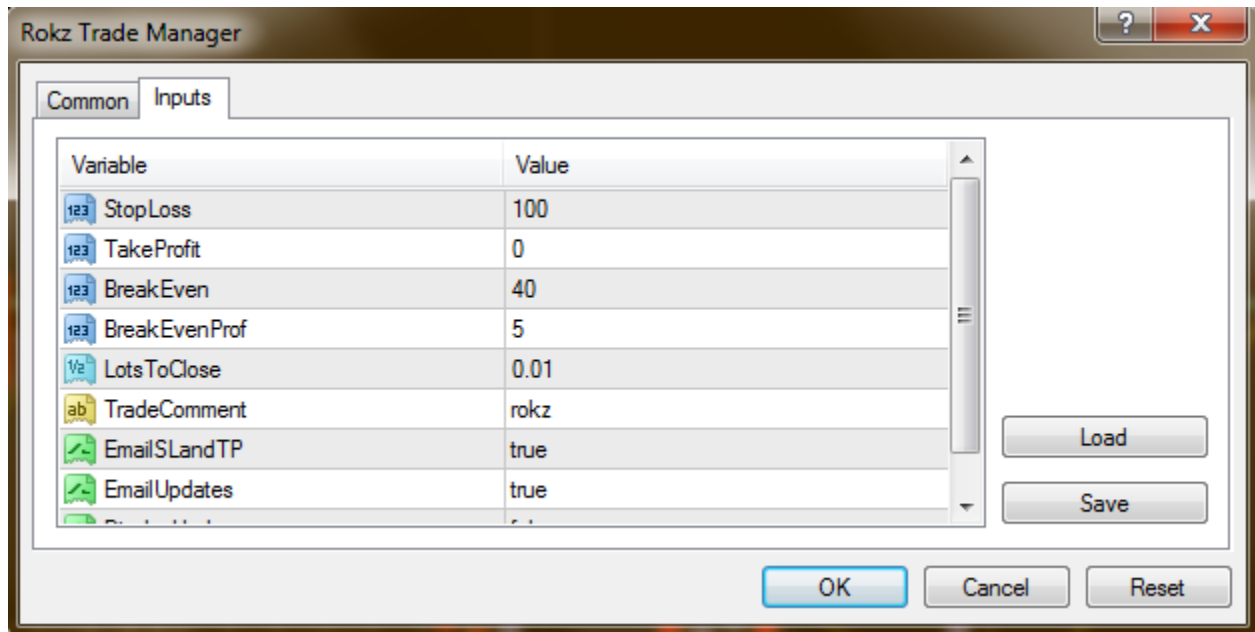 Rokz Trade Manager
Common Inputs
Variable Value
StopLoss 100
TakeProfit 0
BreakEven 40
BreakEvenProf 5
LotsToClose 0.01
TradeComment rokz
EmailSLandTP true
EmailUpdates true
Load
Save
OK Cancel Reset